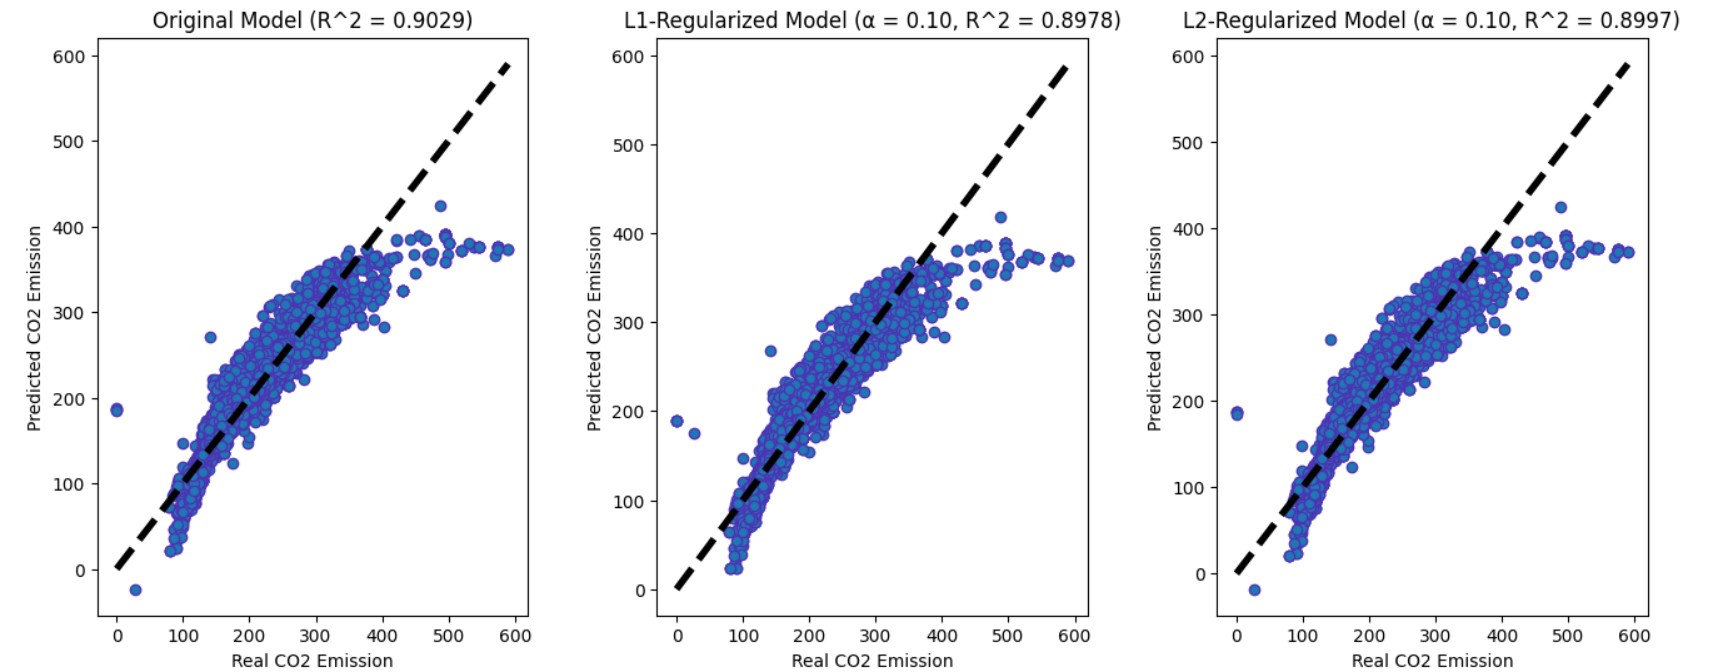 Original Model (R^2 = 0.9029)
600
500
400
300
200
100
0
Predicted CO2 Emission
0 100 200 300 400 500 600
Real CO2 Emission
L1-Regularized Model (α = 0.10, R^2 = 0.8978)
600
500
400
300
200
100
0
Predicted CO2 Emission
0 100 200 300 400 500 600
Real CO2 Emission
L2-Regularized Model (α = 0.10, R^2 = 0.8997)
600
500
400
300
200
100
0
Predicted CO2 Emission
0 100 200 300 400 500 600
Real CO2 Emission